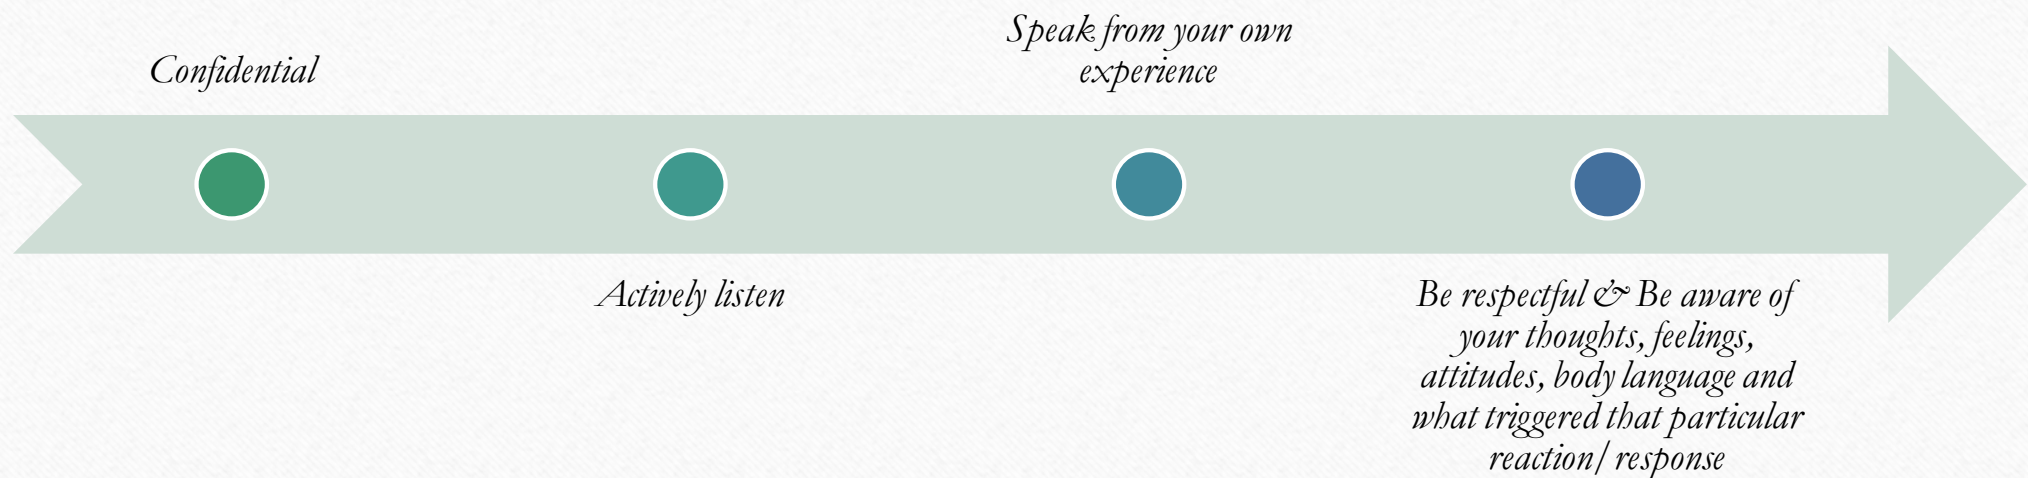 Confidential
Actively listen
Speak from your own
experience
Be respectful & Be aware of
your thoughts, feelings,
attitudes, body language and
what triggered that particular
reaction/ response